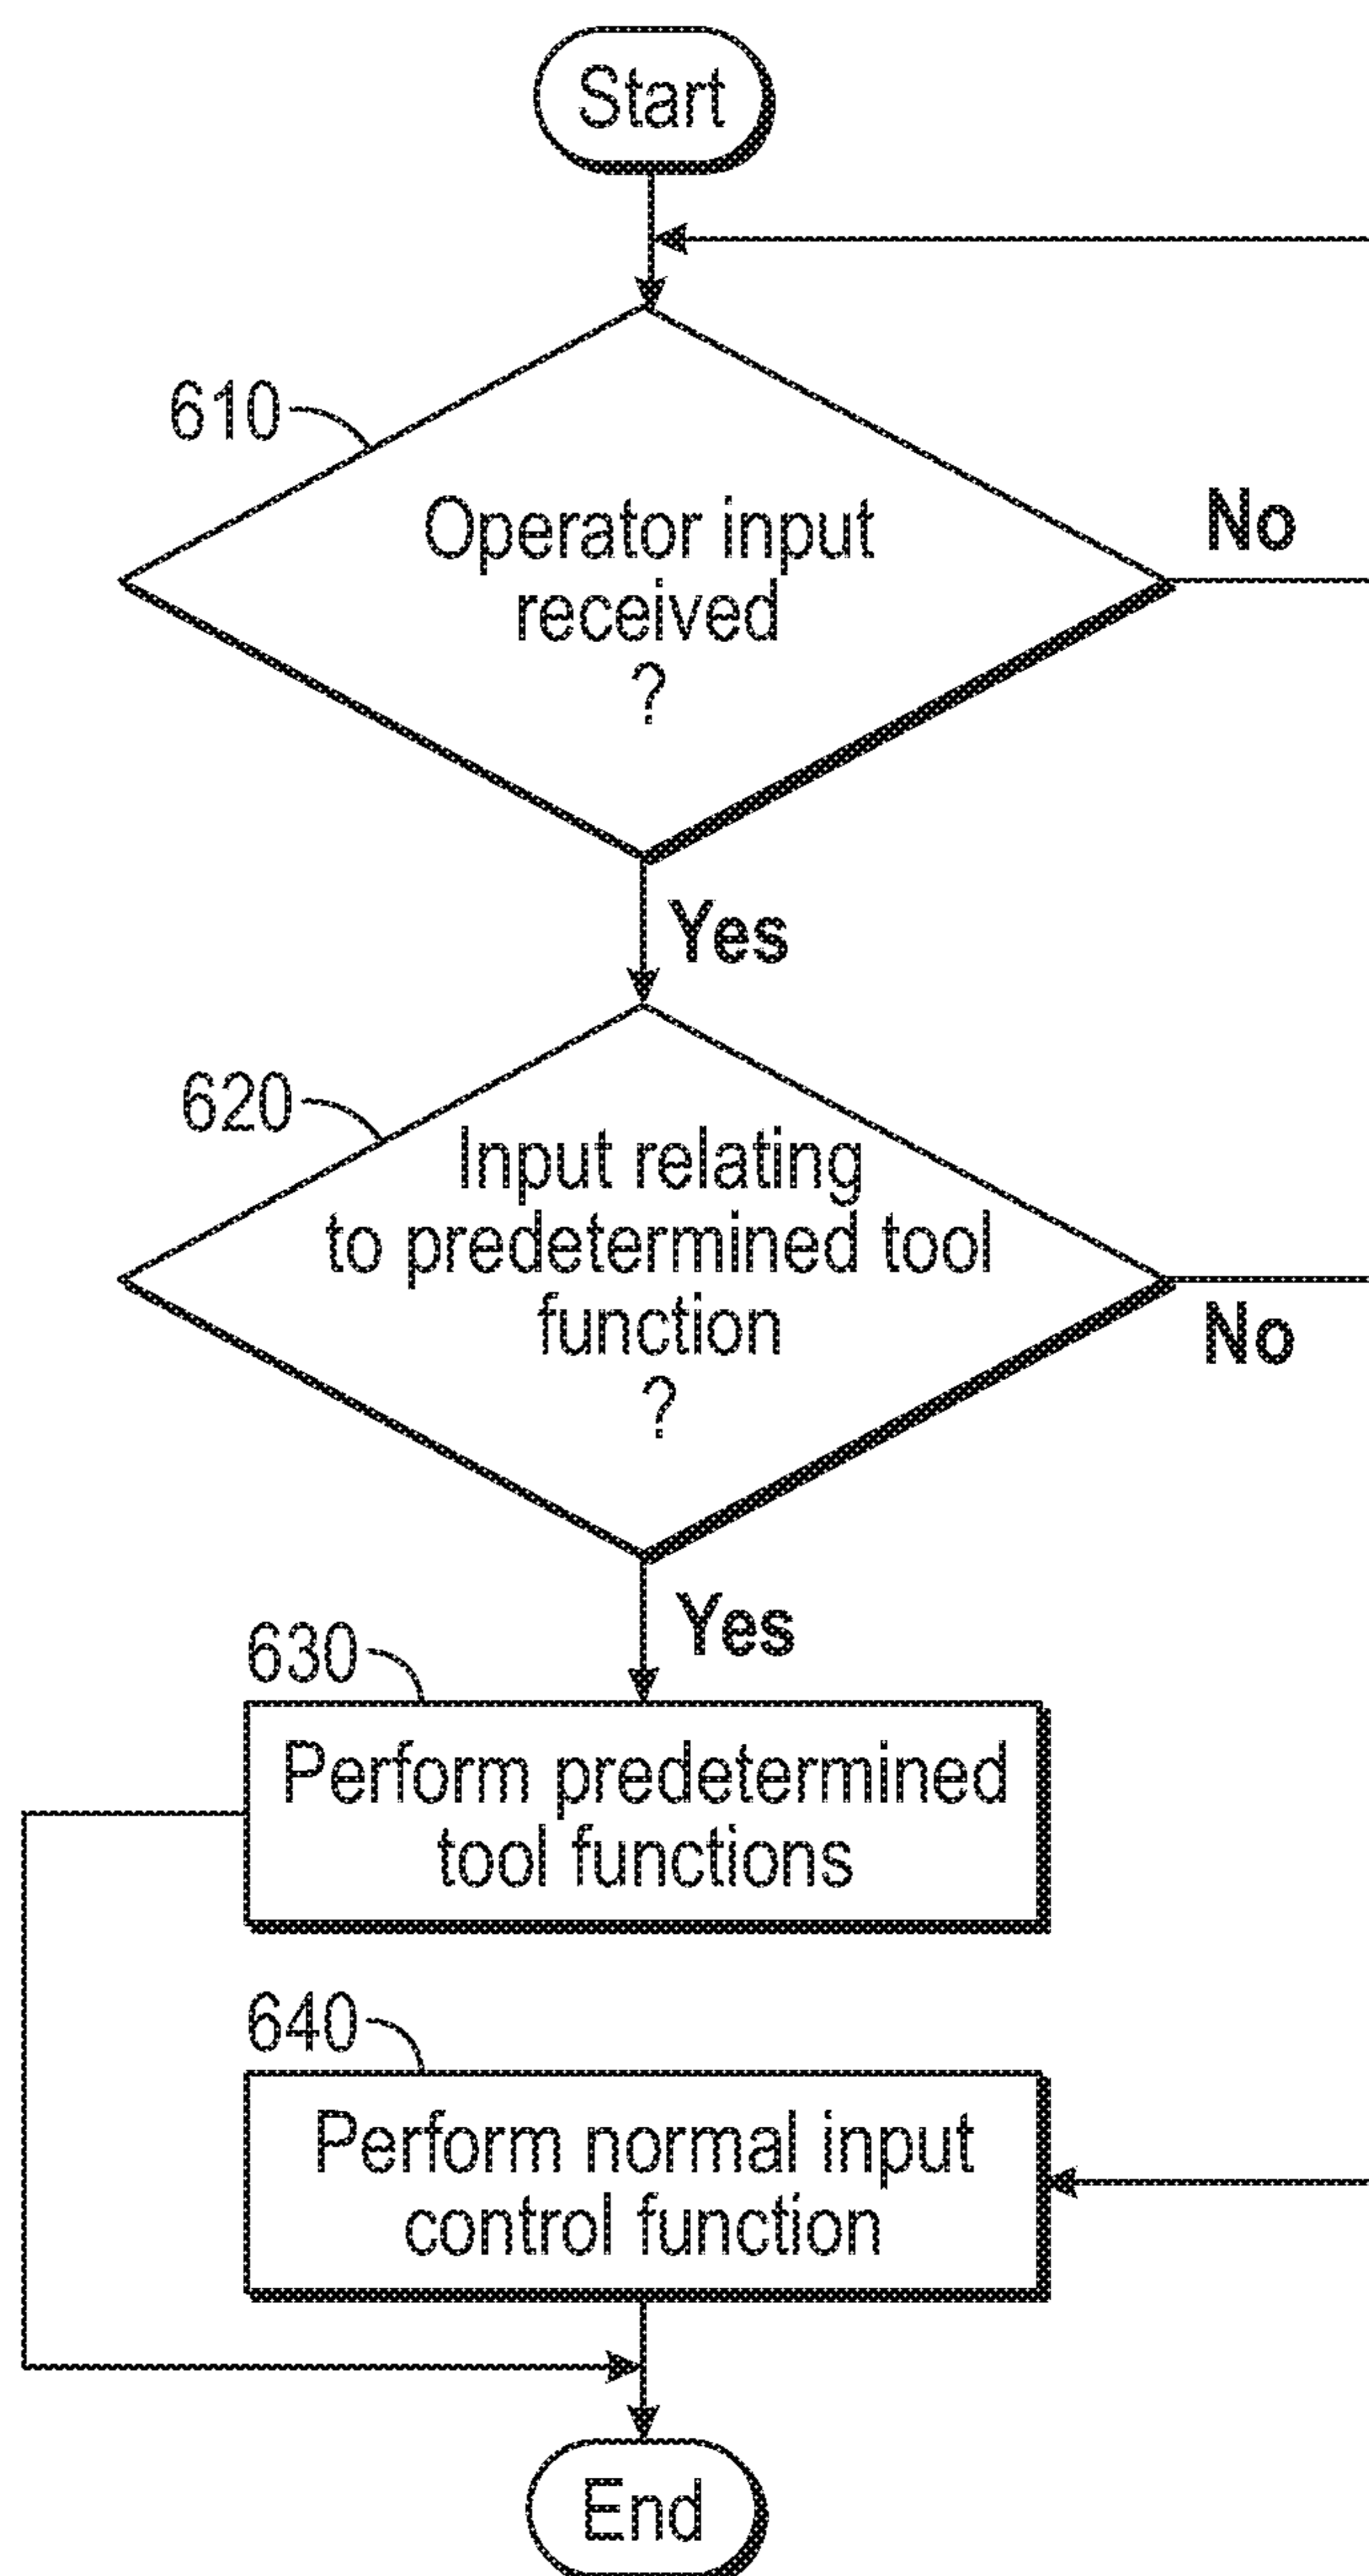 Start
610
Operator input
received
?
No
Yes
620
Input relating
to predetermined tool
function
?
No
Yes
630
Perform predetermined
tool functions
640
Perform normal input
control function
End